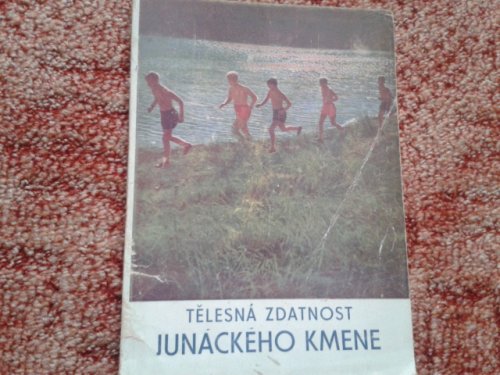 TĚLESNÁ ZDATNOST
JUNÁCKÉHO KMENE